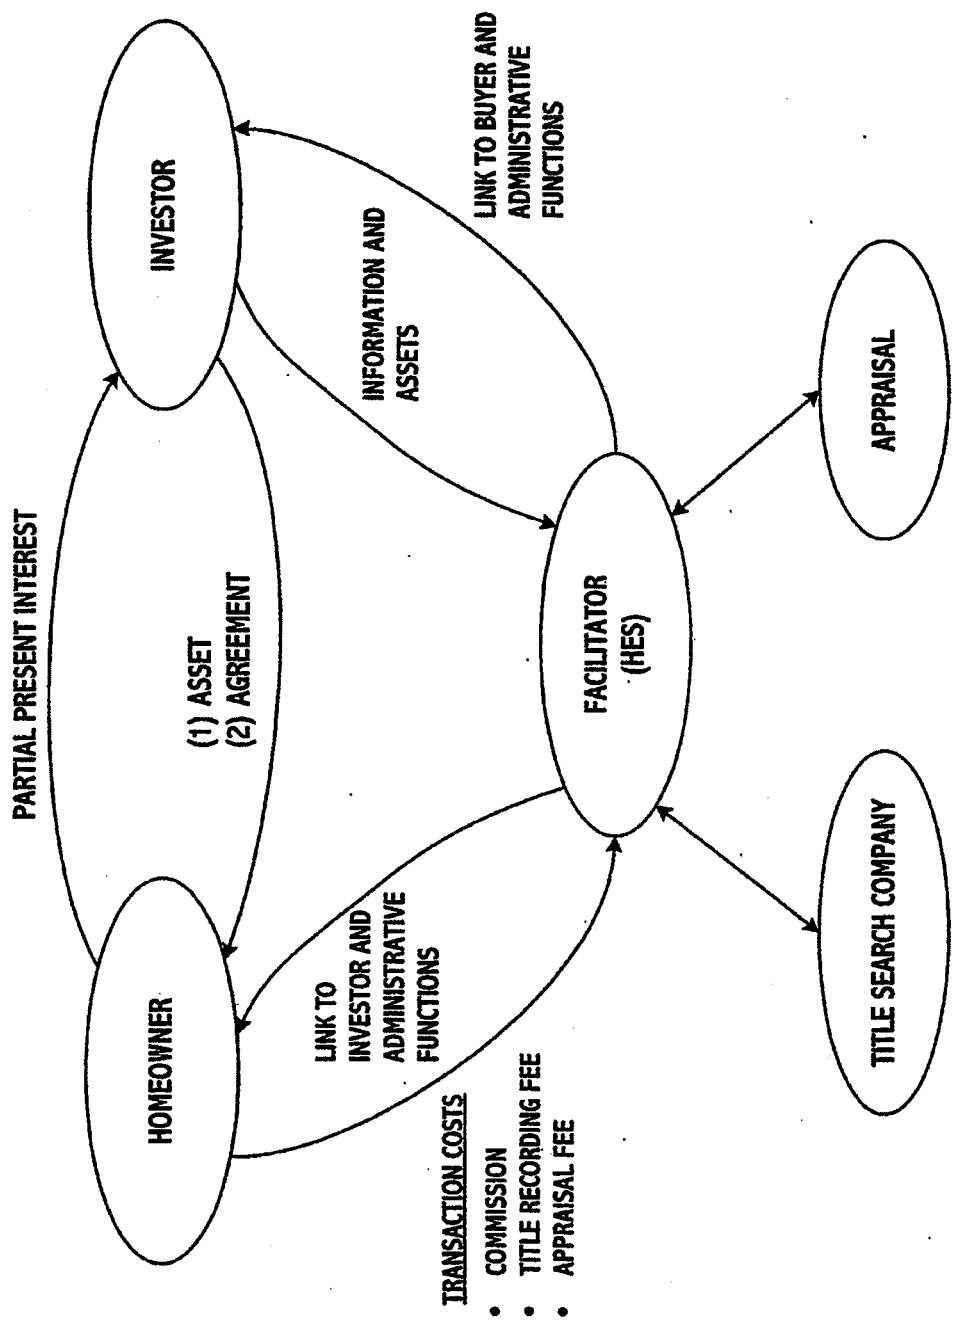 PARTIAL PRESENT INTEREST
HOMEOWNER
(1) ASSET
(2) AGREEMENT
INVESTOR
LINK TO
INVESTOR AND
ADMINISTRATIVE
FUNCTIONS
INFORMATION AND
ASSETS
LINK TO BUYER AND
ADMINISTRATIVE
FUNCTIONS
TRANSACTION COSTS
• COMMISSION
• TITLE RECORDING FEE
• APPRAISAL FEE
FACILITATOR
(HES)
TITLE SEARCH COMPANY
APPRAISAL